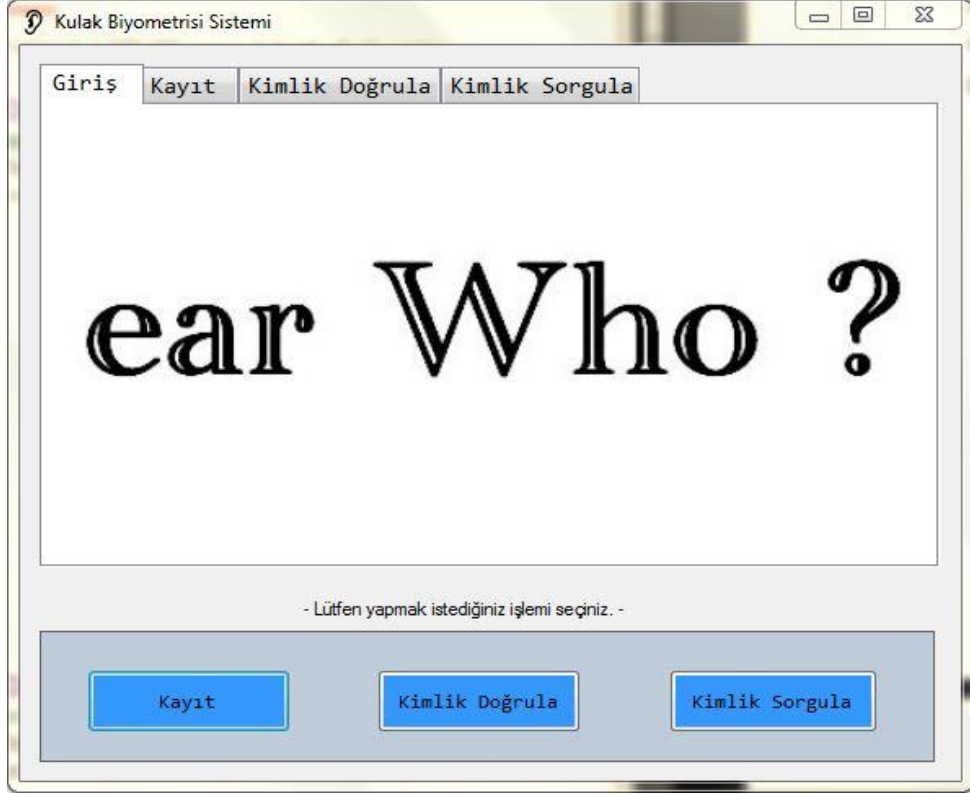 Kulak Biyometrisi Sistemi
Giriş Kayıt Kimlik Doğrula Kimlik Sorgula
ear Who ?
- Lütfen yapmak istediğiniz işlemi seçiniz. -
Kayıt Kimlik Doğrula Kimlik Sorgula